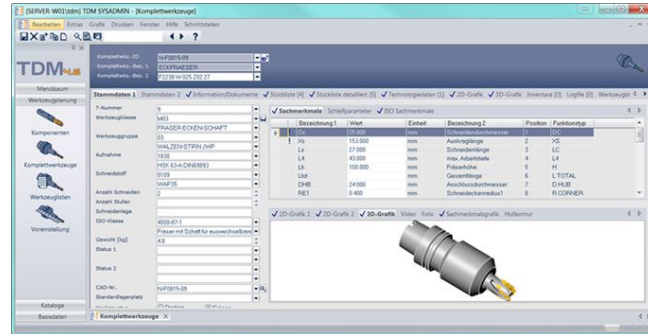 [SERVER-W01\tdm] TDM SYSADMIN - [Komplettwerkzeuge]
Bearbeiten Extras Grafik Drucken Fenster Hilfe Schnittstellen
TDM
Menübaum
Werkzeugplanung
Komponenten
Komplettwerkzeuge
Werkzeuglisten
Voreinstellung
Kataloge
Basisdaten
Komplettwkz.-ID N-F0815-09
Komplettwkz.-Bez. 1 ECKFRAESER
Komplettwkz.-Bez. 2 F2238.W.025.Z02.27
Stammdaten 1 Stammdaten 2 Information/Dokumente Stückliste [4] Stückliste detailliert [5] Technologiedaten [1] 2D-Grafik 3D-Grafik Inventare [0] Logfile [0]
T-Nummer 9
Werkzeugklasse M03
FRASER-ECKEN-SCHAFT
Werkzeuggruppe 03
WALZEN-STIRN /WP
Aufnahme 1030
HSK 63-A DIN69893
Schneidstoff 0109
WAP35
Anzahl Schneiden 2
Anzahl Stufen
Schneidenlage
ISO-Klasse 4000-07-1
Fraser mit Schaft für auswechselbare
Gewicht [kg] 4.8
Status 1
Status 2
CAD-Nr. N-F0815-09
Standardlagerplatz
Sachmerkmale Schleifparameter ISO Sachmerkmale
Bezeichnung 1 Wert Einheit Bezeichnung 2 Position Funktionstyp
Dc 25.000 mm Schneidendurchmesser 1 DC
Xs 153.000 mm Auskraglänge 2 XS
Ls 27.000 mm Schneidenlänge 3 LC
L4 43.000 mm max. Arbeitstiefe 4 L4
Lh 100.000 mm Fräserhöhe 5 H
Ltot mm Gesamtlänge 6 L.TOTAL
DHB 24.000 mm Anschlussdurchmesser 7 D.HUB
RE1 0.400 mm Schneideckenradius1 8 R.CORNER
2D-Grafik 1 2D-Grafik 2 3D-Grafik Video Foto Sachmerkmalgrafik Hüllkontur
Komplettwerkzeuge